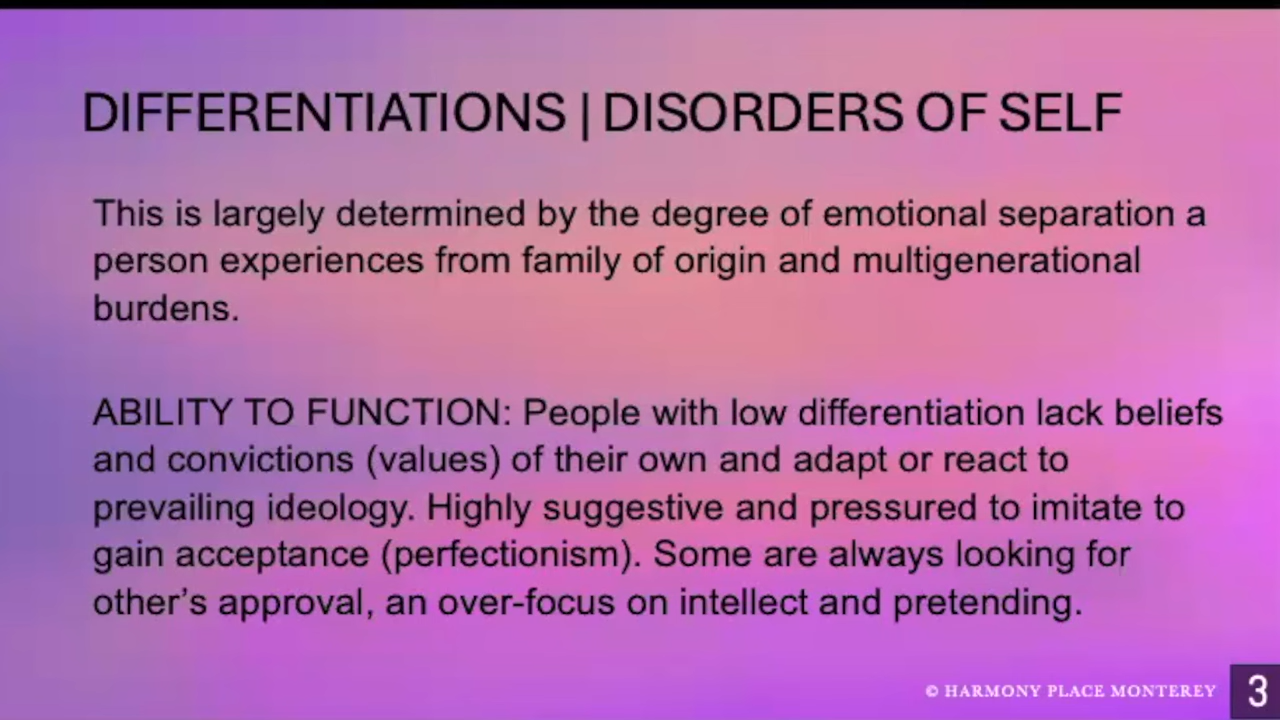 DIFFERENTIATIONS | DISORDERS OF SELF
This is largely determined by the degree of emotional separation a
person experiences from family of origin and multigenerational
burdens.
ABILITY TO FUNCTION: People with low differentiation lack beliefs
and convictions (values) of their own and adapt or react to
prevailing ideology. Highly suggestive and pressured to imitate to
gain acceptance (perfectionism). Some are always looking for
other’s approval, an over-focus on intellect and pretending.
© HARMONY PLACE MONTEREY
3